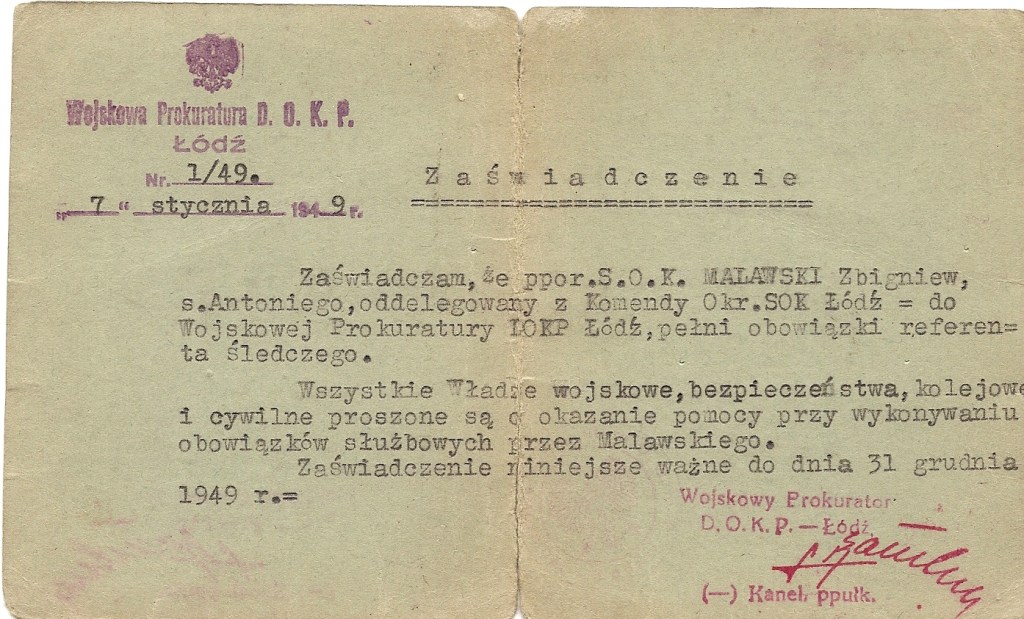 Wojskowa Prokuratura D. O. K. P.
ŁÓDŹ
Nr. 1/49.
"7" stycznia 1949 r.
Zaświadczenie
===========================
Zaświadczam, że ppor.S.O.K. MALAWSKI Zbigniew,
s.Antoniego,oddelegowany z Komendy Okr.SOK Łódź = do
Wojskowej Prokuratury DOKP Łódź,pełni obowiązki referen=
ta śledczego.
Wszystkie Władze wojskowe,bezpieczeństwa,kolejowe
i cywilne proszone są o okazanie pomocy przy wykonywaniu
obowiązków służbowych przez Malawskiego.
Zaświadczenie niniejsze ważne do dnia 31 grudnia
1949 r.=
Wojskowy Prokurator
D. O. K. P. — Łódź
(—) Kanel, ppułk.